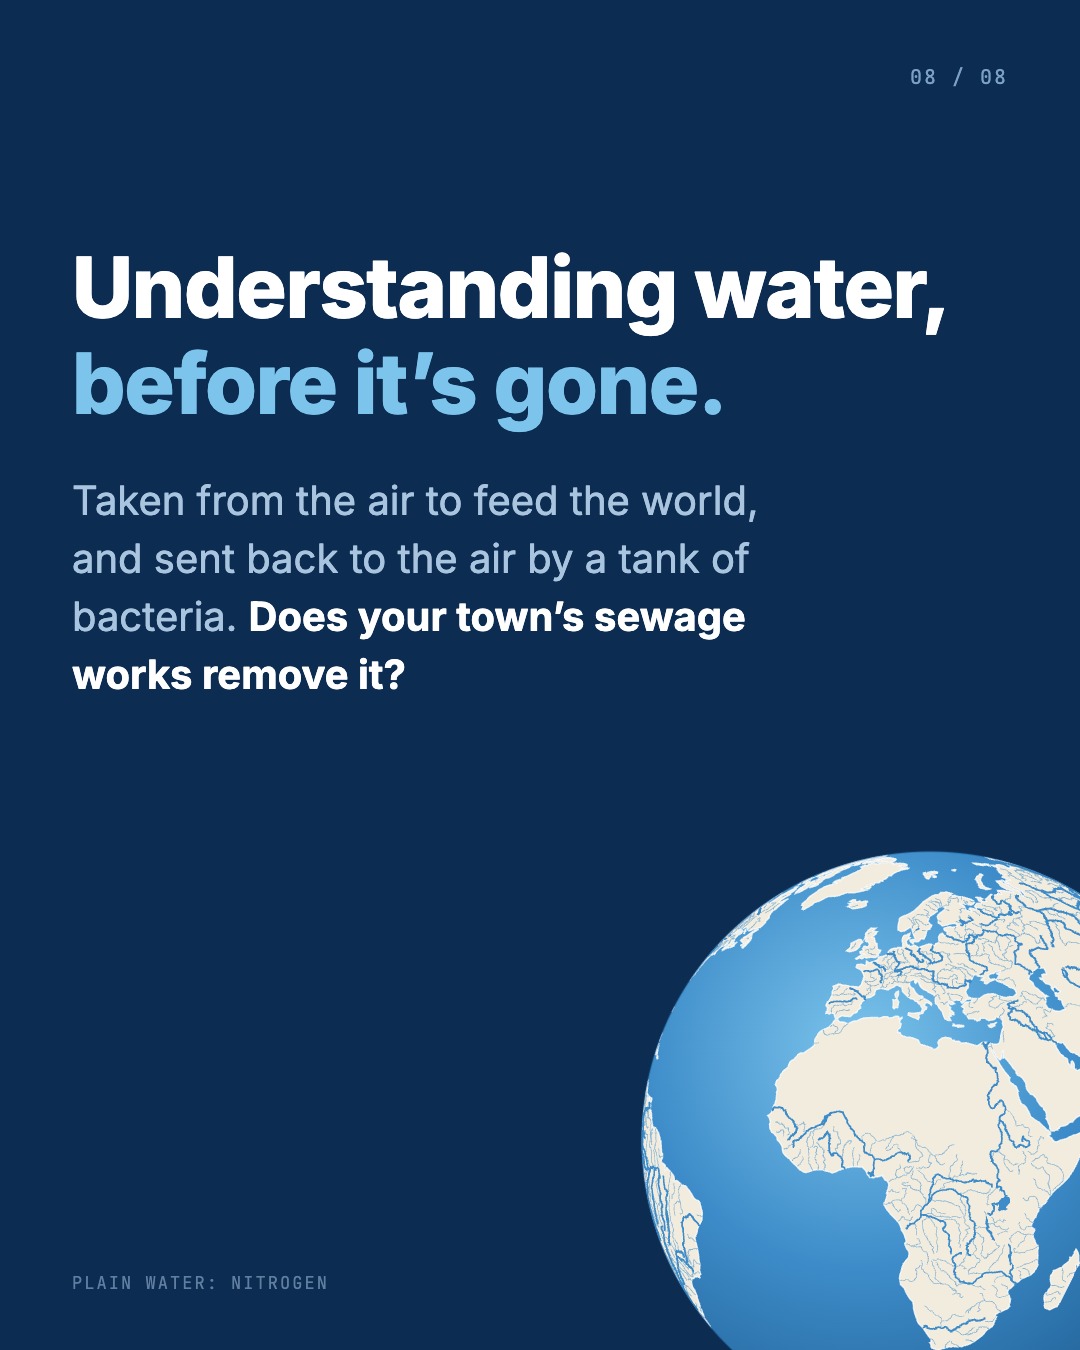 08 / 08
Understanding water,
before it’s gone.
Taken from the air to feed the world,
and sent back to the air by a tank of
bacteria. Does your town’s sewage
works remove it?
PLAIN WATER: NITROGEN